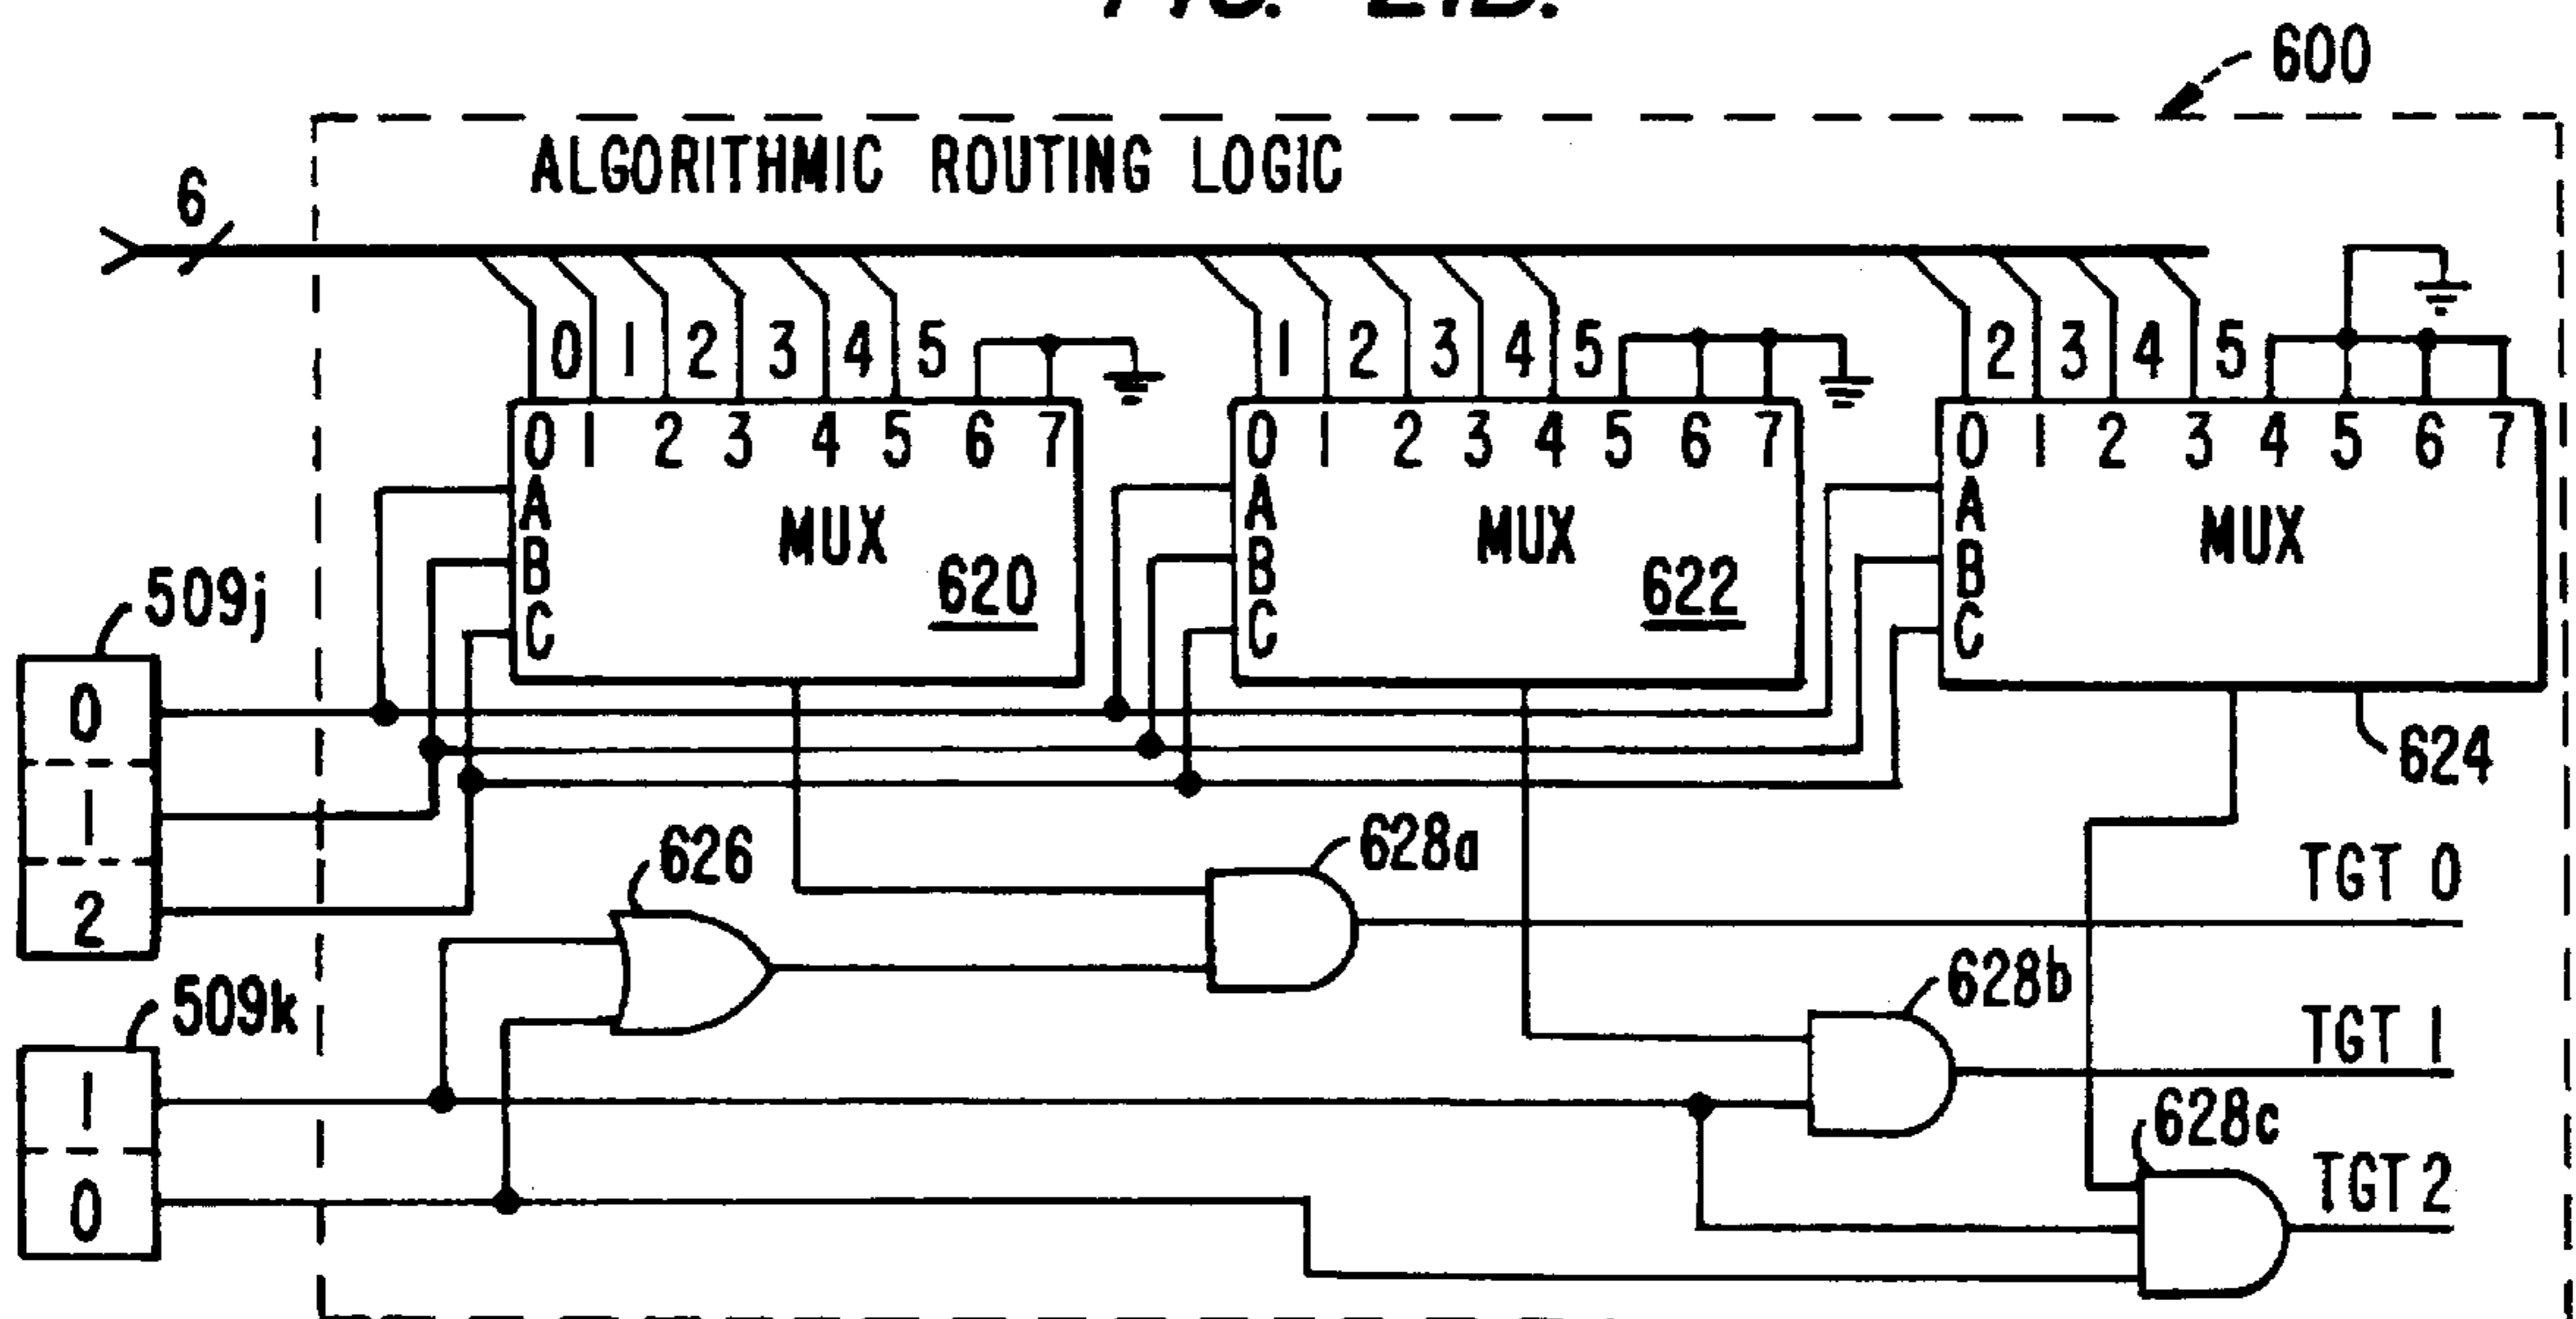 FIG. 21B.
600
ALGORITHMIC ROUTING LOGIC
6
0 1 2 3 4 5
1 2 3 4 5
2 3 4 5
0 1 2 3 4 5 6 7
A
B
C
MUX
620
0 1 2 3 4 5 6 7
A
B
C
MUX
622
0 1 2 3 4 5 6 7
A
B
C
MUX
624
509j
0
1
2
626
628a
TGT 0
509k
1
0
628b
TGT 1
628c
TGT 2